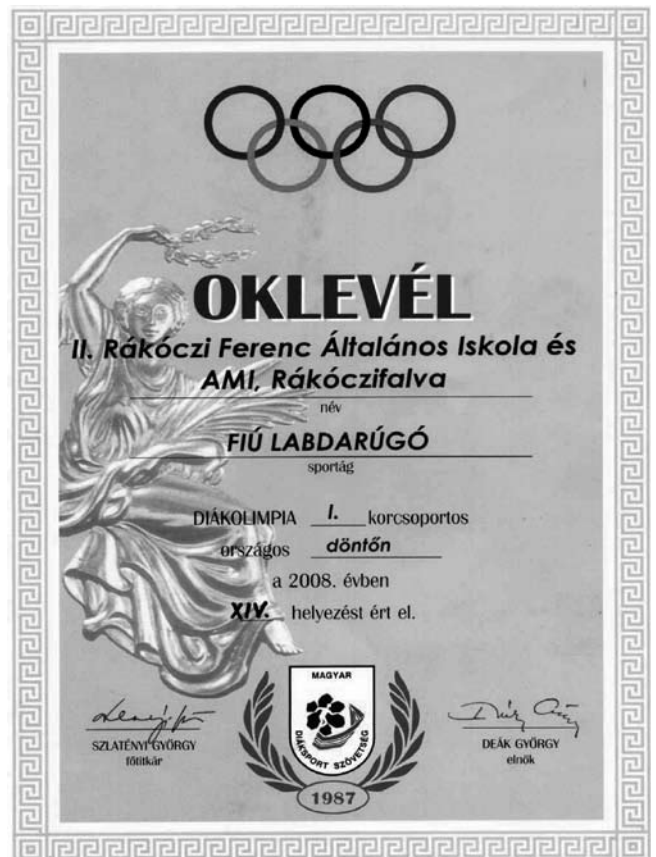 OKLEVÉL
II. Rákóczi Ferenc Általános Iskola és
AMI, Rákóczifalva
név
FIÚ LABDARÚGÓ
sportág
DIÁKOLIMPIA I. korcsoportos
országos döntőn
a 2008. évben
XIV. helyezést ért el.
MAGYAR
DIÁKSPORT SZÖVETSÉG
1987
SZLATÉNYI GYÖRGY
főtitkár
DEÁK GYÖRGY
elnök